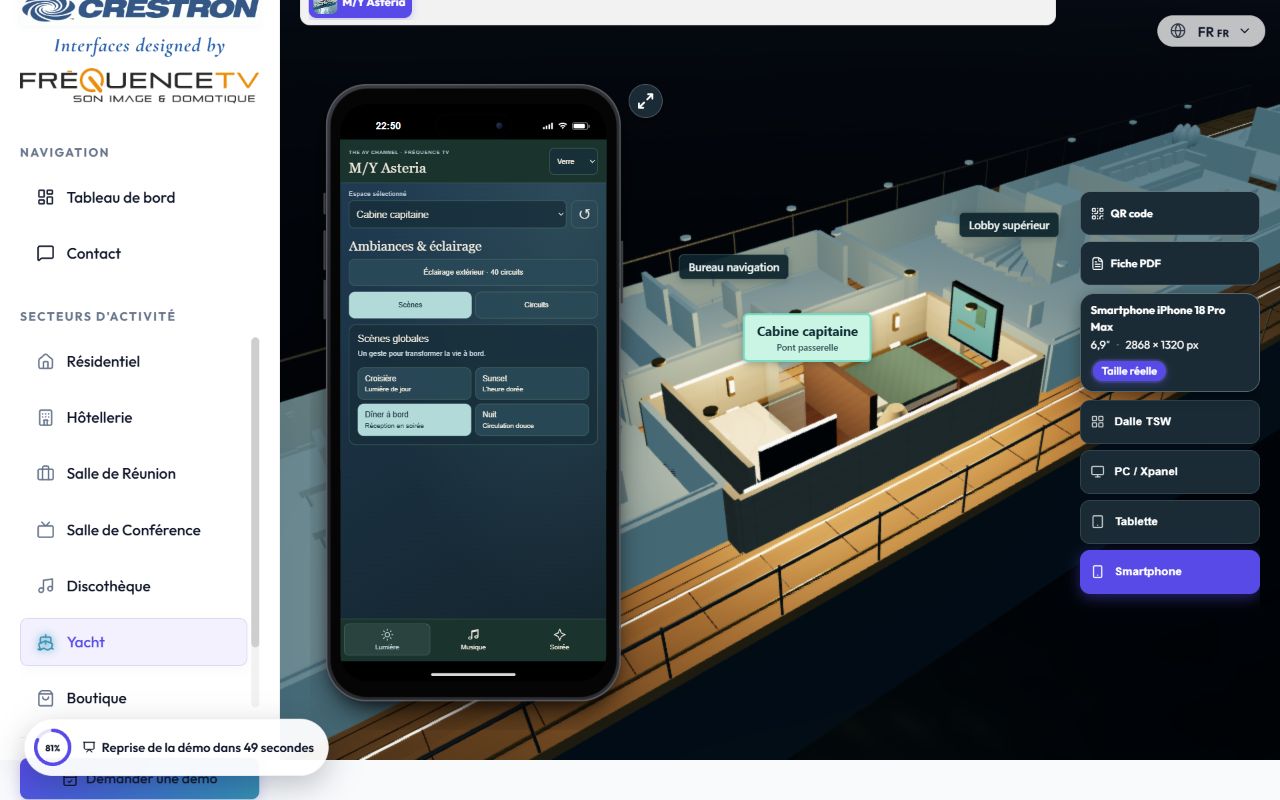 CRESTRON
Interfaces designed by
FRÉQUENCETV
SON IMAGE & DOMOTIQUE
NAVIGATION
Tableau de bord
Contact
SECTEURS D'ACTIVITÉ
Résidentiel
Hôtellerie
Salle de Réunion
Salle de Conférence
Discothèque
Yacht
Boutique
81%
Reprise de la démo dans 49 secondes
Demander une démo
M/Y Asteria
FR FR
22:50
THE AV CHANNEL · FRÉQUENCE TV
M/Y Asteria
Verre
Espace sélectionné
Cabine capitaine
Ambiances & éclairage
Éclairage extérieur · 40 circuits
Scènes
Circuits
Scènes globales
Un geste pour transformer la vie à bord.
Croisière
Lumière de jour
Sunset
L'heure dorée
Dîner à bord
Réception en soirée
Nuit
Circulation douce
Lumière
Musique
Soirée
Lobby supérieur
Bureau navigation
Cabine capitaine
Pont passerelle
QR code
Fiche PDF
Smartphone iPhone 18 Pro
Max
6,9" · 2868 × 1320 px
Taille réelle
Dalle TSW
PC / Xpanel
Tablette
Smartphone